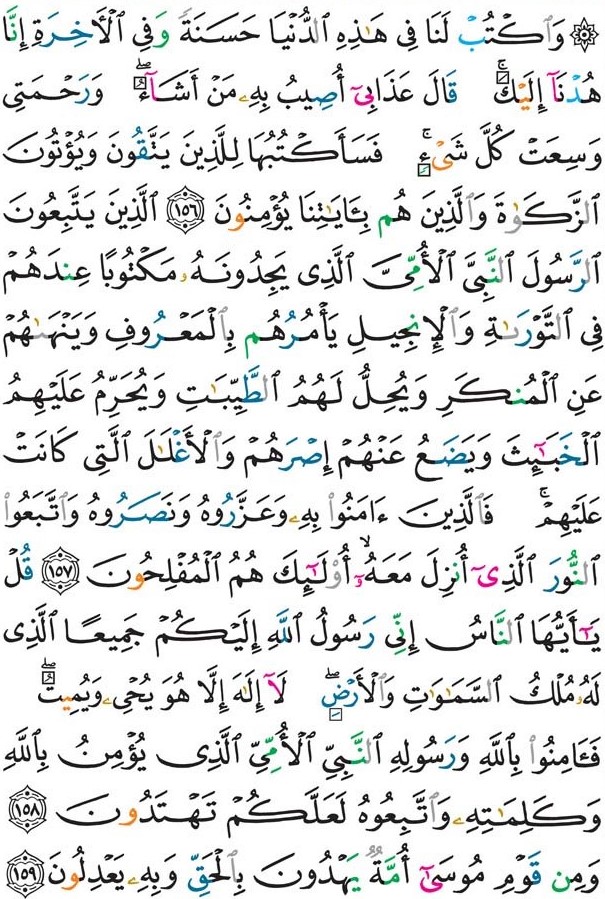 ۞ وَٱكْتُبْ لَنَا فِى هَـٰذِهِ ٱلدُّنْيَا حَسَنَةً وَفِى ٱلْـَٔاخِرَةِ إِنَّا
هُدْنَآ إِلَيْكَ ۚ قَالَ عَذَابِىٓ أُصِيبُ بِهِۦ مَنْ أَشَآءُ ۖ وَرَحْمَتِى
وَسِعَتْ كُلَّ شَىْءٍ ۚ فَسَأَكْتُبُهَا لِلَّذِينَ يَتَّقُونَ وَيُؤْتُونَ
ٱلزَّكَوٰةَ وَٱلَّذِينَ هُم بِـَٔايَـٰتِنَا يُؤْمِنُونَ ﴿١٥٦﴾ ٱلَّذِينَ يَتَّبِعُونَ
ٱلرَّسُولَ ٱلنَّبِىَّ ٱلْأُمِّىَّ ٱلَّذِى يَجِدُونَهُۥ مَكْتُوبًا عِندَهُمْ
فِى ٱلتَّوْرَىٰةِ وَٱلْإِنجِيلِ يَأْمُرُهُم بِٱلْمَعْرُوفِ وَيَنْهَىٰهُمْ
عَنِ ٱلْمُنكَرِ وَيُحِلُّ لَهُمُ ٱلطَّيِّبَـٰتِ وَيُحَرِّمُ عَلَيْهِمُ
ٱلْخَبَـٰٓئِثَ وَيَضَعُ عَنْهُمْ إِصْرَهُمْ وَٱلْأَغْلَـٰلَ ٱلَّتِى كَانَتْ
عَلَيْهِمْ ۚ فَٱلَّذِينَ ءَامَنُوا۟ بِهِۦ وَعَزَّرُوهُ وَنَصَرُوهُ وَٱتَّبَعُوا۟
ٱلنُّورَ ٱلَّذِىٓ أُنزِلَ مَعَهُۥٓ ۙ أُو۟لَـٰٓئِكَ هُمُ ٱلْمُفْلِحُونَ ﴿١٥٧﴾ قُلْ
يَـٰٓأَيُّهَا ٱلنَّاسُ إِنِّى رَسُولُ ٱللَّهِ إِلَيْكُمْ جَمِيعًا ٱلَّذِى
لَهُۥ مُلْكُ ٱلسَّمَـٰوَٰتِ وَٱلْأَرْضِ ۖ لَآ إِلَـٰهَ إِلَّا هُوَ يُحْىِۦ وَيُمِيتُ ۖ
فَـَٔامِنُوا۟ بِٱللَّهِ وَرَسُولِهِ ٱلنَّبِىِّ ٱلْأُمِّىِّ ٱلَّذِى يُؤْمِنُ بِٱللَّهِ
وَكَلِمَـٰتِهِۦ وَٱتَّبِعُوهُ لَعَلَّكُمْ تَهْتَدُونَ ﴿١٥٨﴾
وَمِن قَوْمِ مُوسَىٰٓ أُمَّةٌ يَهْدُونَ بِٱلْحَقِّ وَبِهِۦ يَعْدِلُونَ ﴿١٥٩﴾